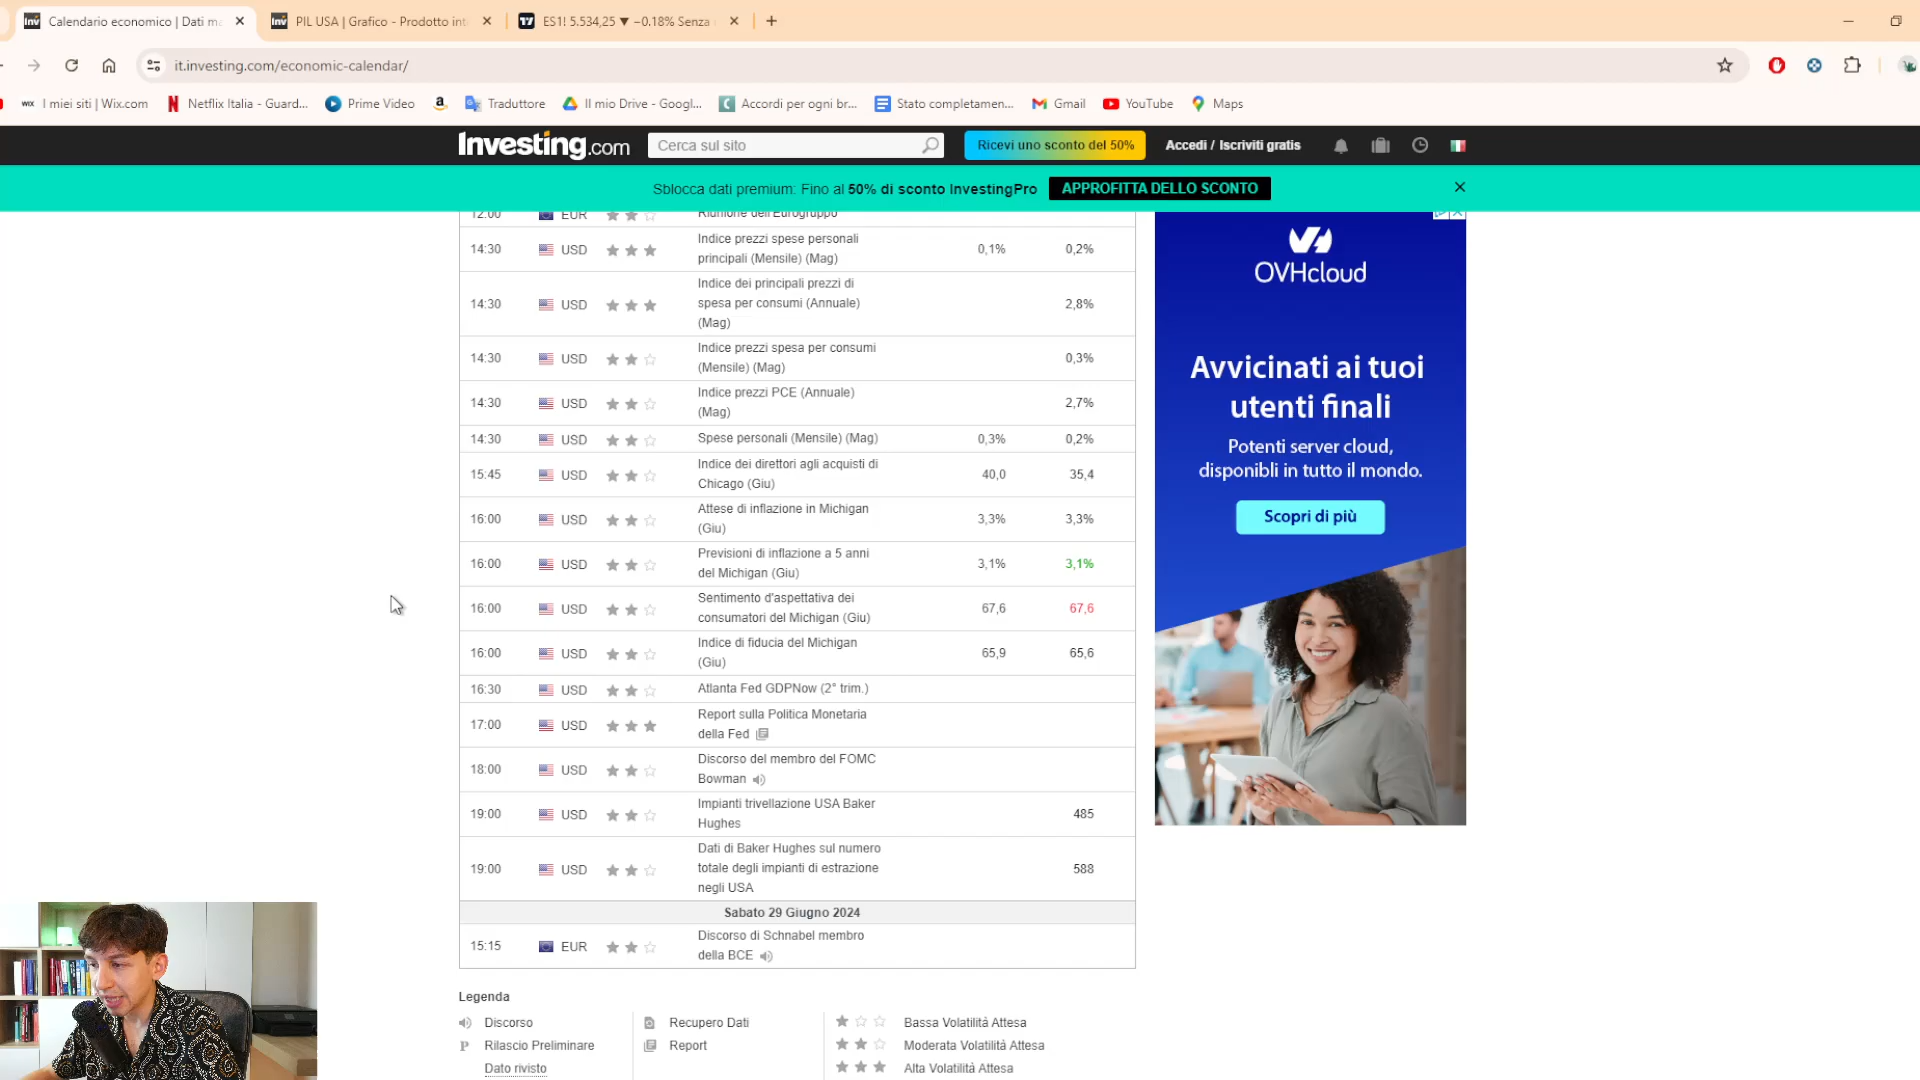 Calendario economico | Dati ma
PIL USA | Grafico - Prodotto int
ES1! 5.534,25 ▼ −0.18% Senza
it.investing.com/economic-calendar/
I miei siti | Wix.com
Netflix Italia - Guard...
Prime Video
Traduttore
Il mio Drive - Googl...
Accordi per ogni br...
Stato completamen...
Gmail
YouTube
Maps
Investing.com
Cerca sul sito
Ricevi uno sconto del 50%
Accedi / Iscriviti gratis
Sblocca dati premium: Fino al 50% di sconto InvestingPro
APPROFITTA DELLO SCONTO
12:00 EUR Riunione dell'Eurogruppo
14:30 USD Indice prezzi spese personali 0,1% 0,2%
principali (Mensile) (Mag)
Indice dei principali prezzi di
14:30 USD spesa per consumi (Annuale) 2,8%
(Mag)
14:30 USD Indice prezzi spesa per consumi 0,3%
(Mensile) (Mag)
14:30 USD Indice prezzi PCE (Annuale) 2,7%
(Mag)
14:30 USD Spese personali (Mensile) (Mag) 0,3% 0,2%
15:45 USD Indice dei direttori agli acquisti di 40,0 35,4
Chicago (Giu)
16:00 USD Attese di inflazione in Michigan 3,3% 3,3%
(Giu)
16:00 USD Previsioni di inflazione a 5 anni 3,1% 3,1%
del Michigan (Giu)
16:00 USD Sentimento d'aspettativa dei 67,6 67,6
consumatori del Michigan (Giu)
16:00 USD Indice di fiducia del Michigan 65,9 65,6
(Giu)
16:30 USD Atlanta Fed GDPNow (2° trim.)
17:00 USD Report sulla Politica Monetaria
della Fed
18:00 USD Discorso del membro del FOMC
Bowman
19:00 USD Impianti trivellazione USA Baker 485
Hughes
Dati di Baker Hughes sul numero
19:00 USD totale degli impianti di estrazione 588
negli USA
Sabato 29 Giugno 2024
15:15 EUR Discorso di Schnabel membro
della BCE
Legenda
Discorso
Recupero Dati
Bassa Volatilità Attesa
P Rilascio Preliminare
Report
Moderata Volatilità Attesa
Dato rivisto
Alta Volatilità Attesa
OVHcloud
Avvicinati ai tuoi
utenti finali
Potenti server cloud,
disponibli in tutto il mondo.
Scopri di più